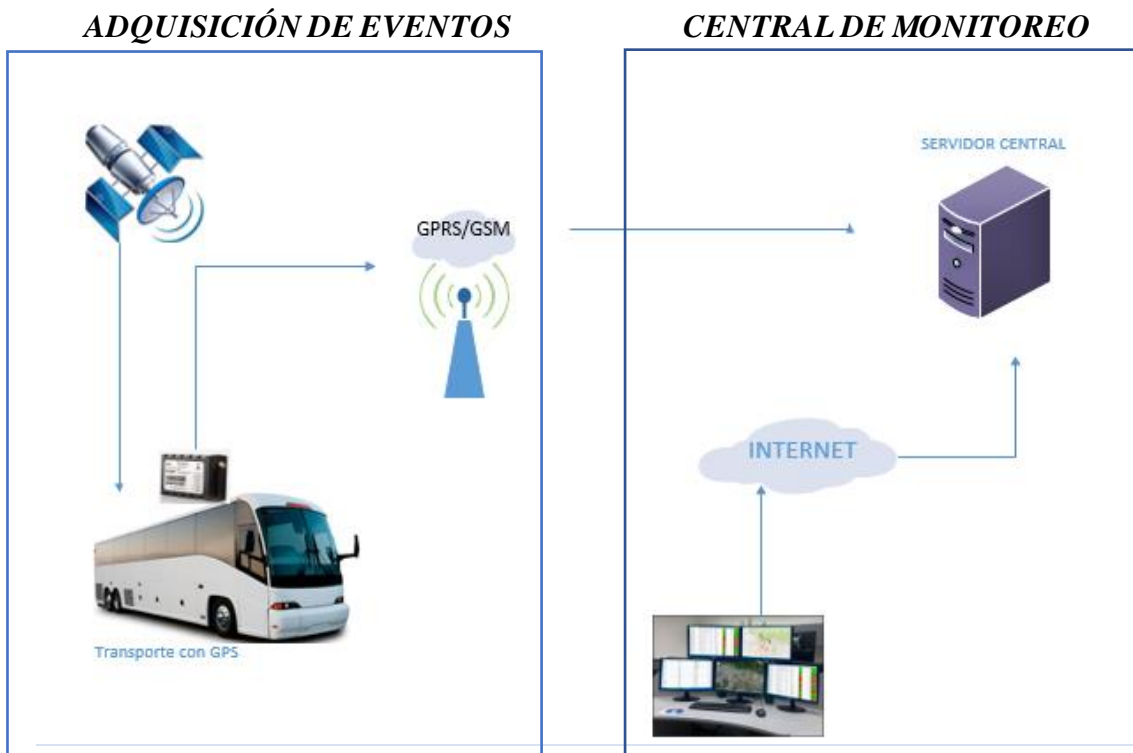 ADQUISICIÓN DE EVENTOS
CENTRAL DE MONITOREO
SERVIDOR CENTRAL
GPRS/GSM
INTERNET
Transporte con GPS